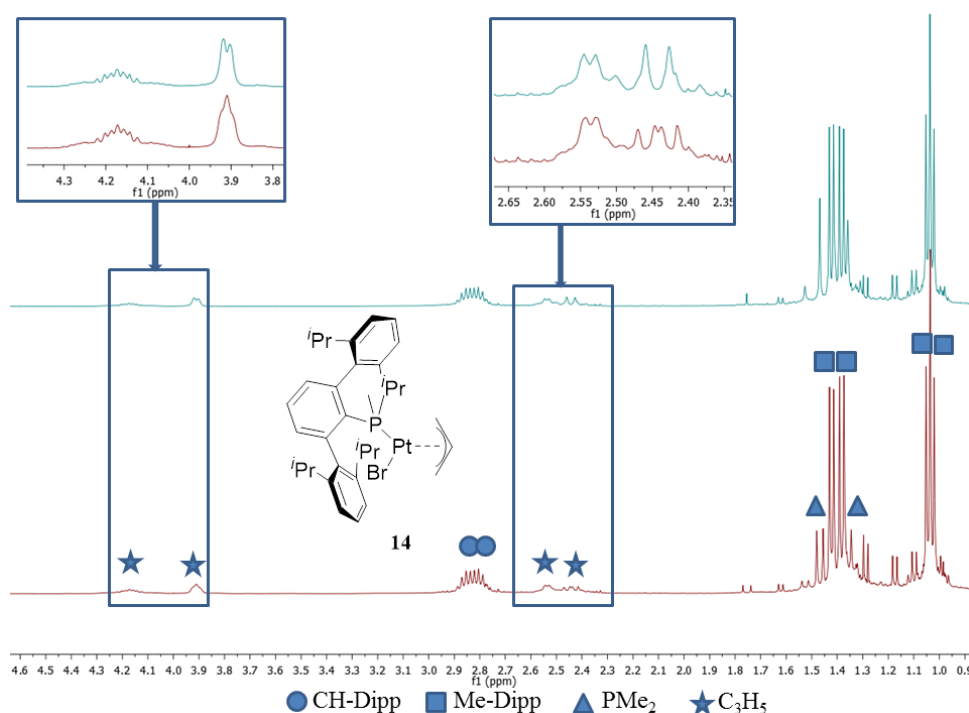 4.3 4.2 4.1 4.0 3.9 3.8
f1 (ppm)
2.65 2.60 2.55 2.50 2.45 2.40 2.35
f1 (ppm)
ⁱPr
ⁱPr
P
Pt
ⁱPr
Br
ⁱPr
14
4.6 4.5 4.4 4.3 4.2 4.1 4.0 3.9 3.8 3.7 3.6 3.5 3.4 3.3 3.2 3.1 3.0 2.9 2.8 2.7 2.6 2.5 2.4 2.3 2.2 2.1 2.0 1.9 1.8 1.7 1.6 1.5 1.4 1.3 1.2 1.1 1.0 0.9
f1 (ppm)
CH-Dipp Me-Dipp PMe₂ C₃H₅